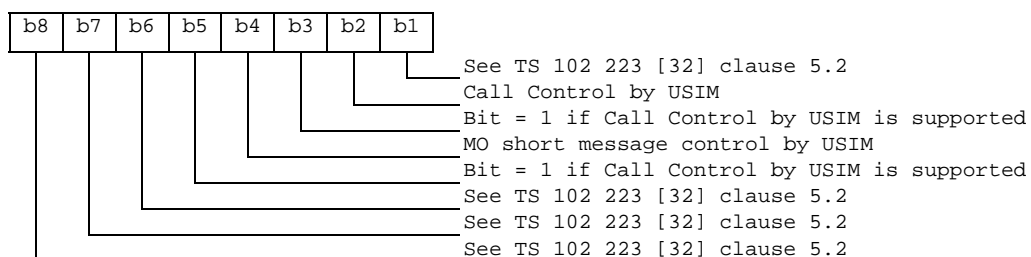 b8 b7 b6 b5 b4 b3 b2 b1
See TS 102 223 [32] clause 5.2
Call Control by USIM
Bit = 1 if Call Control by USIM is supported
MO short message control by USIM
Bit = 1 if Call Control by USIM is supported
See TS 102 223 [32] clause 5.2
See TS 102 223 [32] clause 5.2
See TS 102 223 [32] clause 5.2